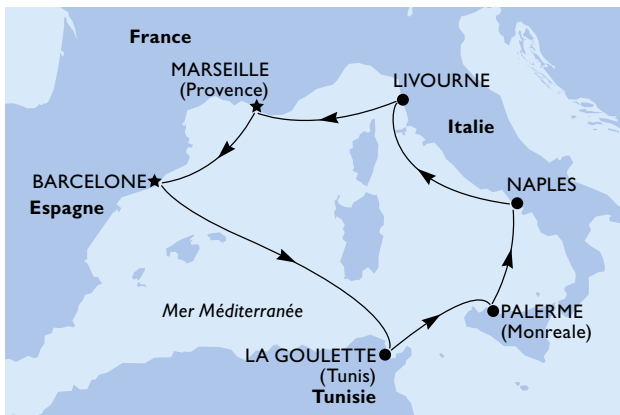 France
MARSEILLE
(Provence)
LIVOURNE
Italie
BARCELONE
Espagne
NAPLES
Mer Méditerranée
PALERME
(Monreale)
LA GOULETTE
(Tunis)
Tunisie